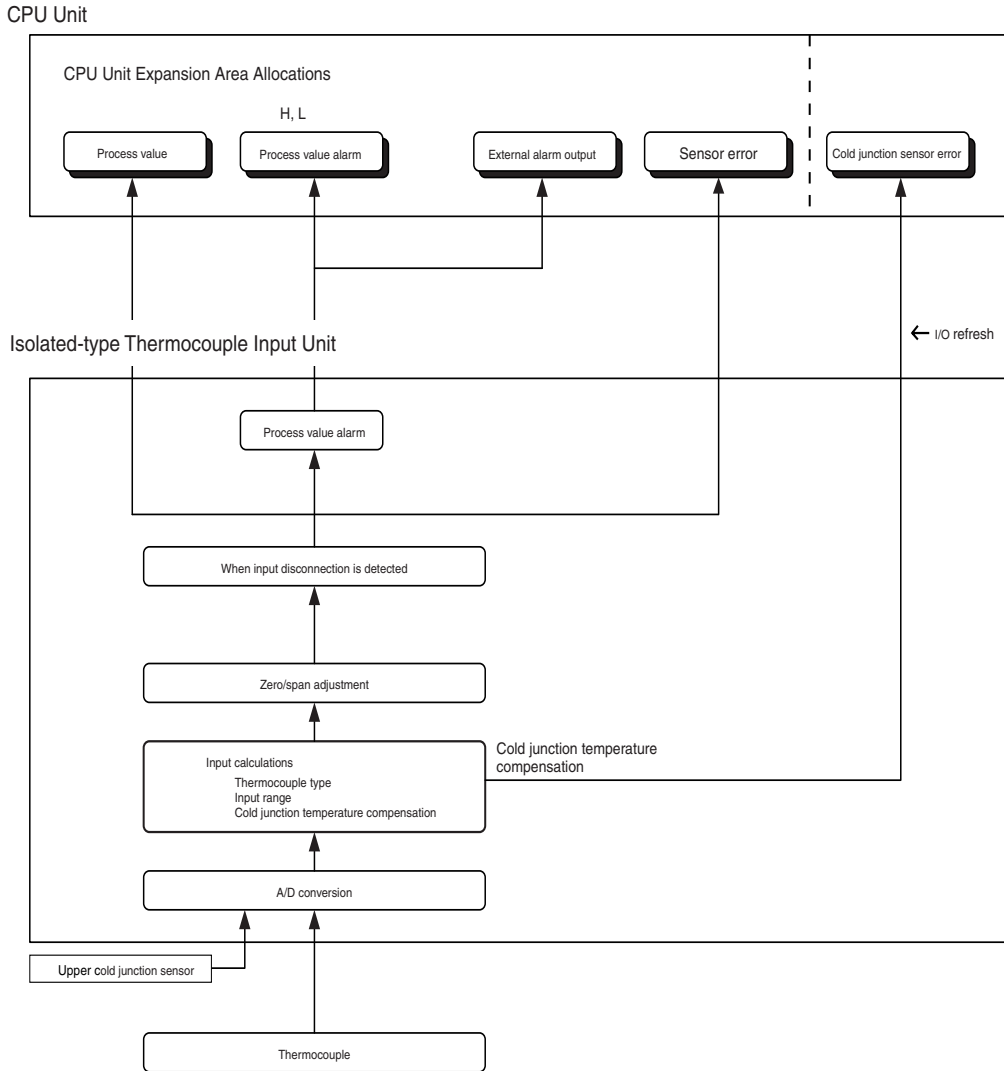 CPU Unit
CPU Unit Expansion Area Allocations
H, L
Process value
Process value alarm
External alarm output
Sensor error
Cold junction sensor error
I/O refresh
Isolated-type Thermocouple Input Unit
Process value alarm
When input disconnection is detected
Zero/span adjustment
Input calculations
Thermocouple type
Input range
Cold junction temperature compensation
Cold junction temperature
compensation
A/D conversion
Upper cold junction sensor
Thermocouple